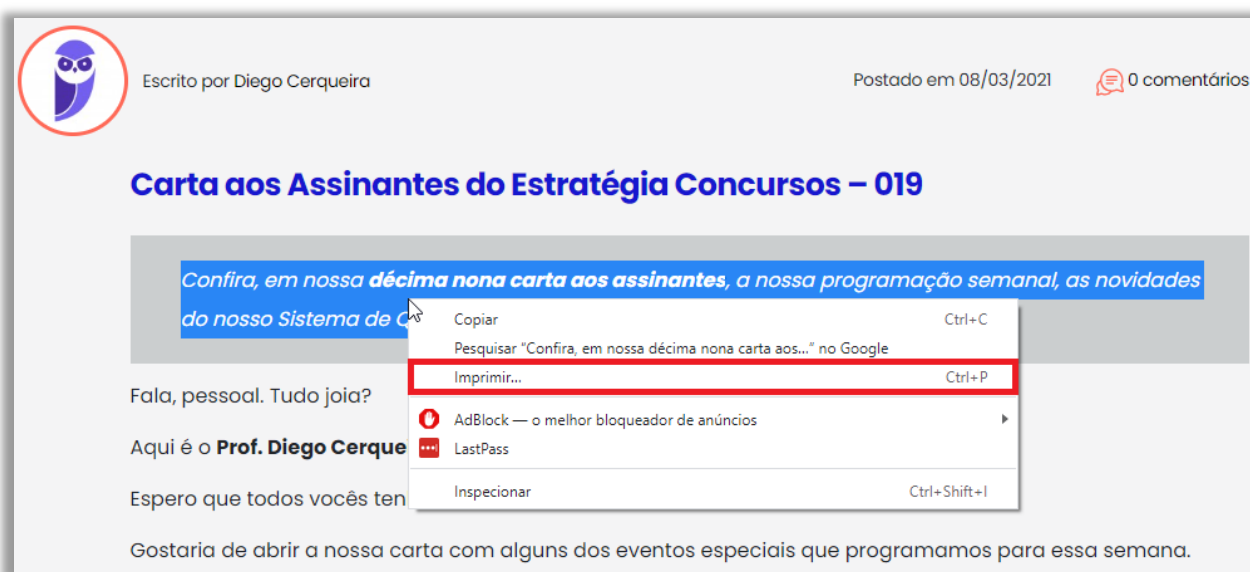 Escrito por Diego Cerqueira
Postado em 08/03/2021
0 comentários
Carta aos Assinantes do Estratégia Concursos – 019
Confira, em nossa décima nona carta aos assinantes, a nossa programação semanal, as novidades
do nosso Sistema de
Copiar Ctrl+C
Pesquisar “Confira, em nossa décima nona carta aos...” no Google
Imprimir... Ctrl+P
AdBlock — o melhor bloqueador de anúncios
LastPass
Inspecionar Ctrl+Shift+I
Fala, pessoal. Tudo joia?
Aqui é o Prof. Diego Cerque
Espero que todos vocês ten
Gostaria de abrir a nossa carta com alguns dos eventos especiais que programamos para essa semana.